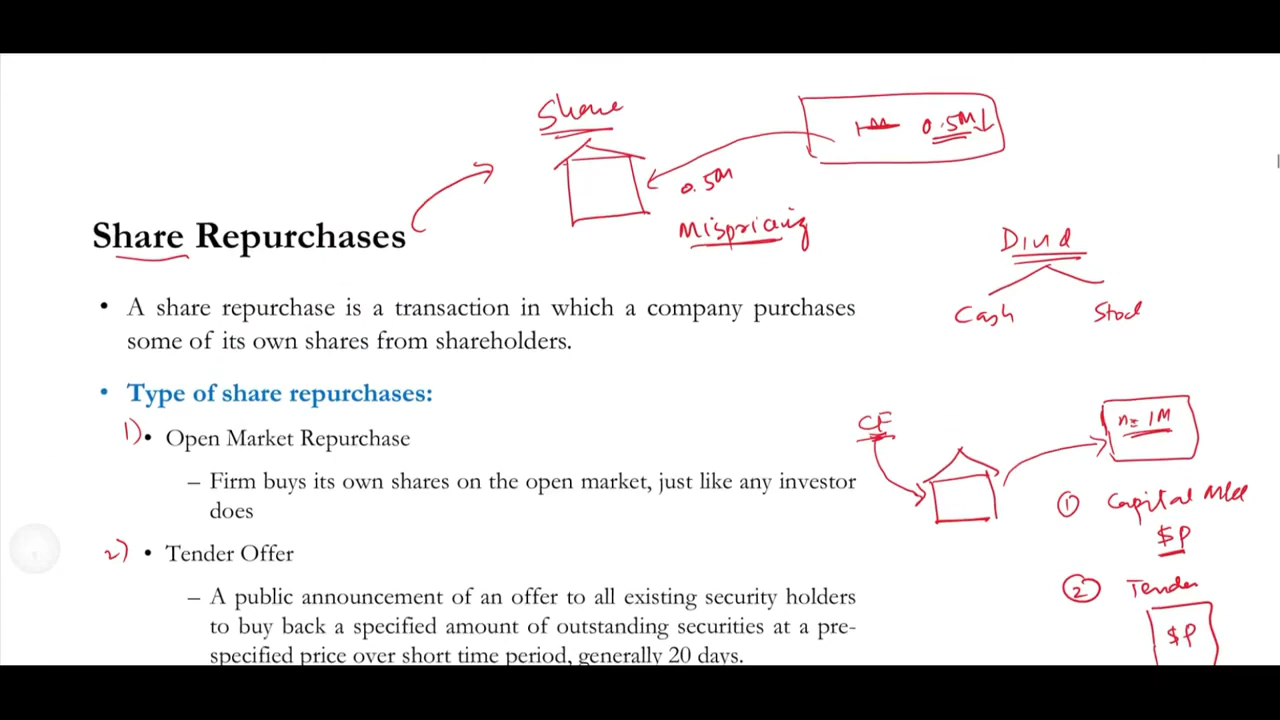 Share
1M 0.5M
0.5M
Mispricing
Share Repurchases
Divd
Cash
• A share repurchase is a transaction in which a company purchases
some of its own shares from shareholders.
• Type of share repurchases:
CF
n= 1M
1) • Open Market Repurchase
– Firm buys its own shares on the open market, just like any investor
does
① Capital
$P
2) • Tender Offer
② Tender
– A public announcement of an offer to all existing security holders
to buy back a specified amount of outstanding securities at a pre-
specified price over short time period, generally 20 days.
$P